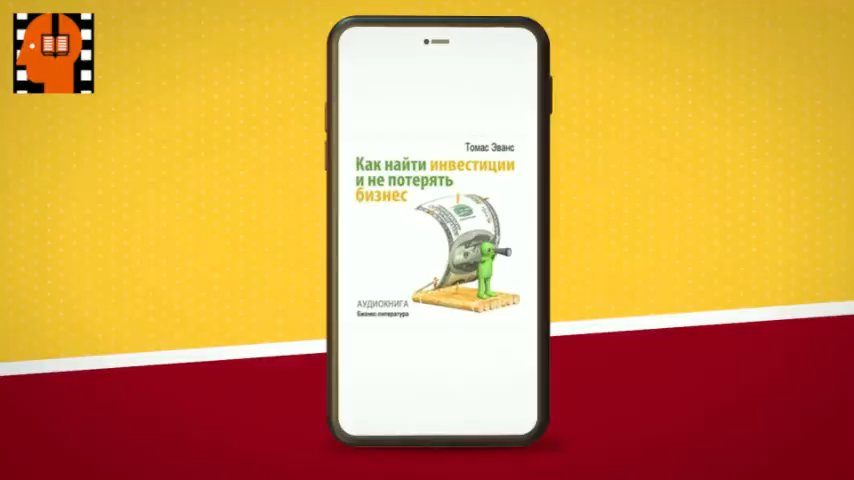 Томас Эванс
Как найти инвестиции
и не потерять
бизнес
АУДИОКНИГА
Бизнес литература